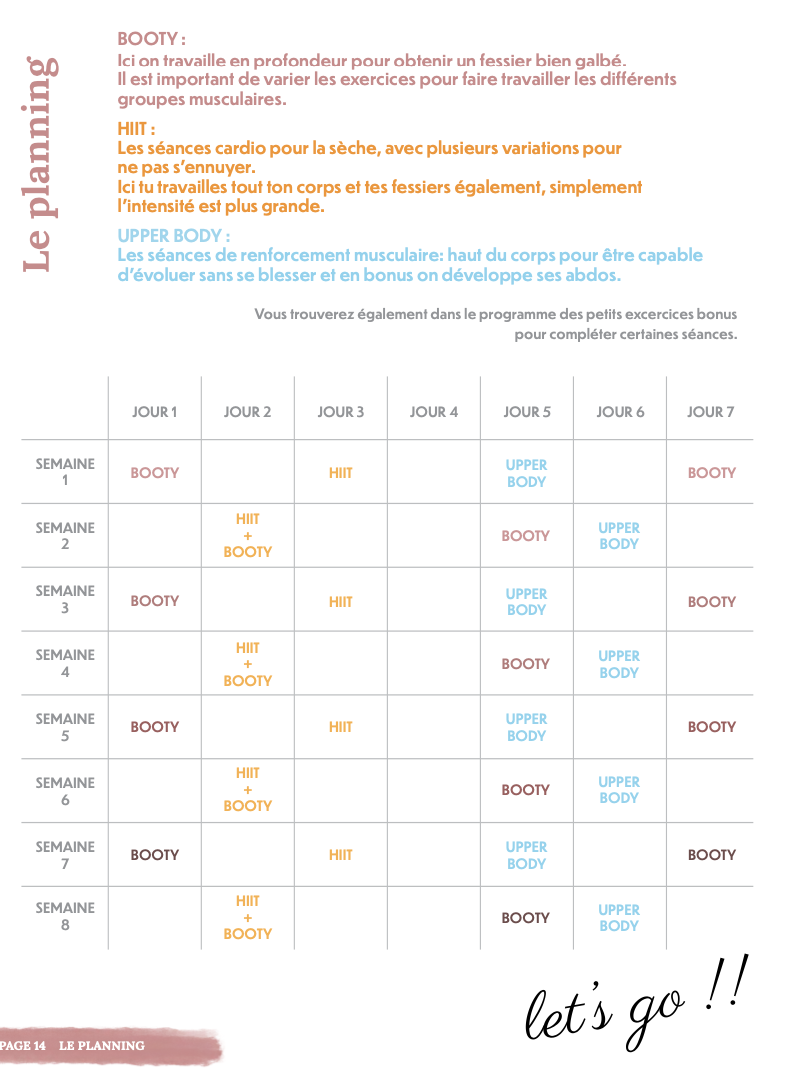 Le planning
BOOTY :
Ici on travaille en profondeur pour obtenir un fessier bien galbé.
Il est important de varier les exercices pour faire travailler les différents
groupes musculaires.
HIIT :
Les séances cardio pour la sèche, avec plusieurs variations pour
ne pas s’ennuyer.
Ici tu travailles tout ton corps et tes fessiers également, simplement
l’intensité est plus grande.
UPPER BODY :
Les séances de renforcement musculaire: haut du corps pour être capable
d’évoluer sans se blesser et en bonus on développe ses abdos.
Vous trouverez également dans le programme des petits excercices bonus
pour compléter certaines séances.
JOUR 1 JOUR 2 JOUR 3 JOUR 4 JOUR 5 JOUR 6 JOUR 7
SEMAINE
1
BOOTY
HIIT
UPPER
BODY
BOOTY
SEMAINE
2
HIIT
+
BOOTY
BOOTY
UPPER
BODY
SEMAINE
3
BOOTY
HIIT
UPPER
BODY
BOOTY
SEMAINE
4
HIIT
+
BOOTY
BOOTY
UPPER
BODY
SEMAINE
5
BOOTY
HIIT
UPPER
BODY
BOOTY
SEMAINE
6
HIIT
+
BOOTY
BOOTY
UPPER
BODY
SEMAINE
7
BOOTY
HIIT
UPPER
BODY
BOOTY
SEMAINE
8
HIIT
+
BOOTY
BOOTY
UPPER
BODY
let’s go !!
PAGE 14 LE PLANNING